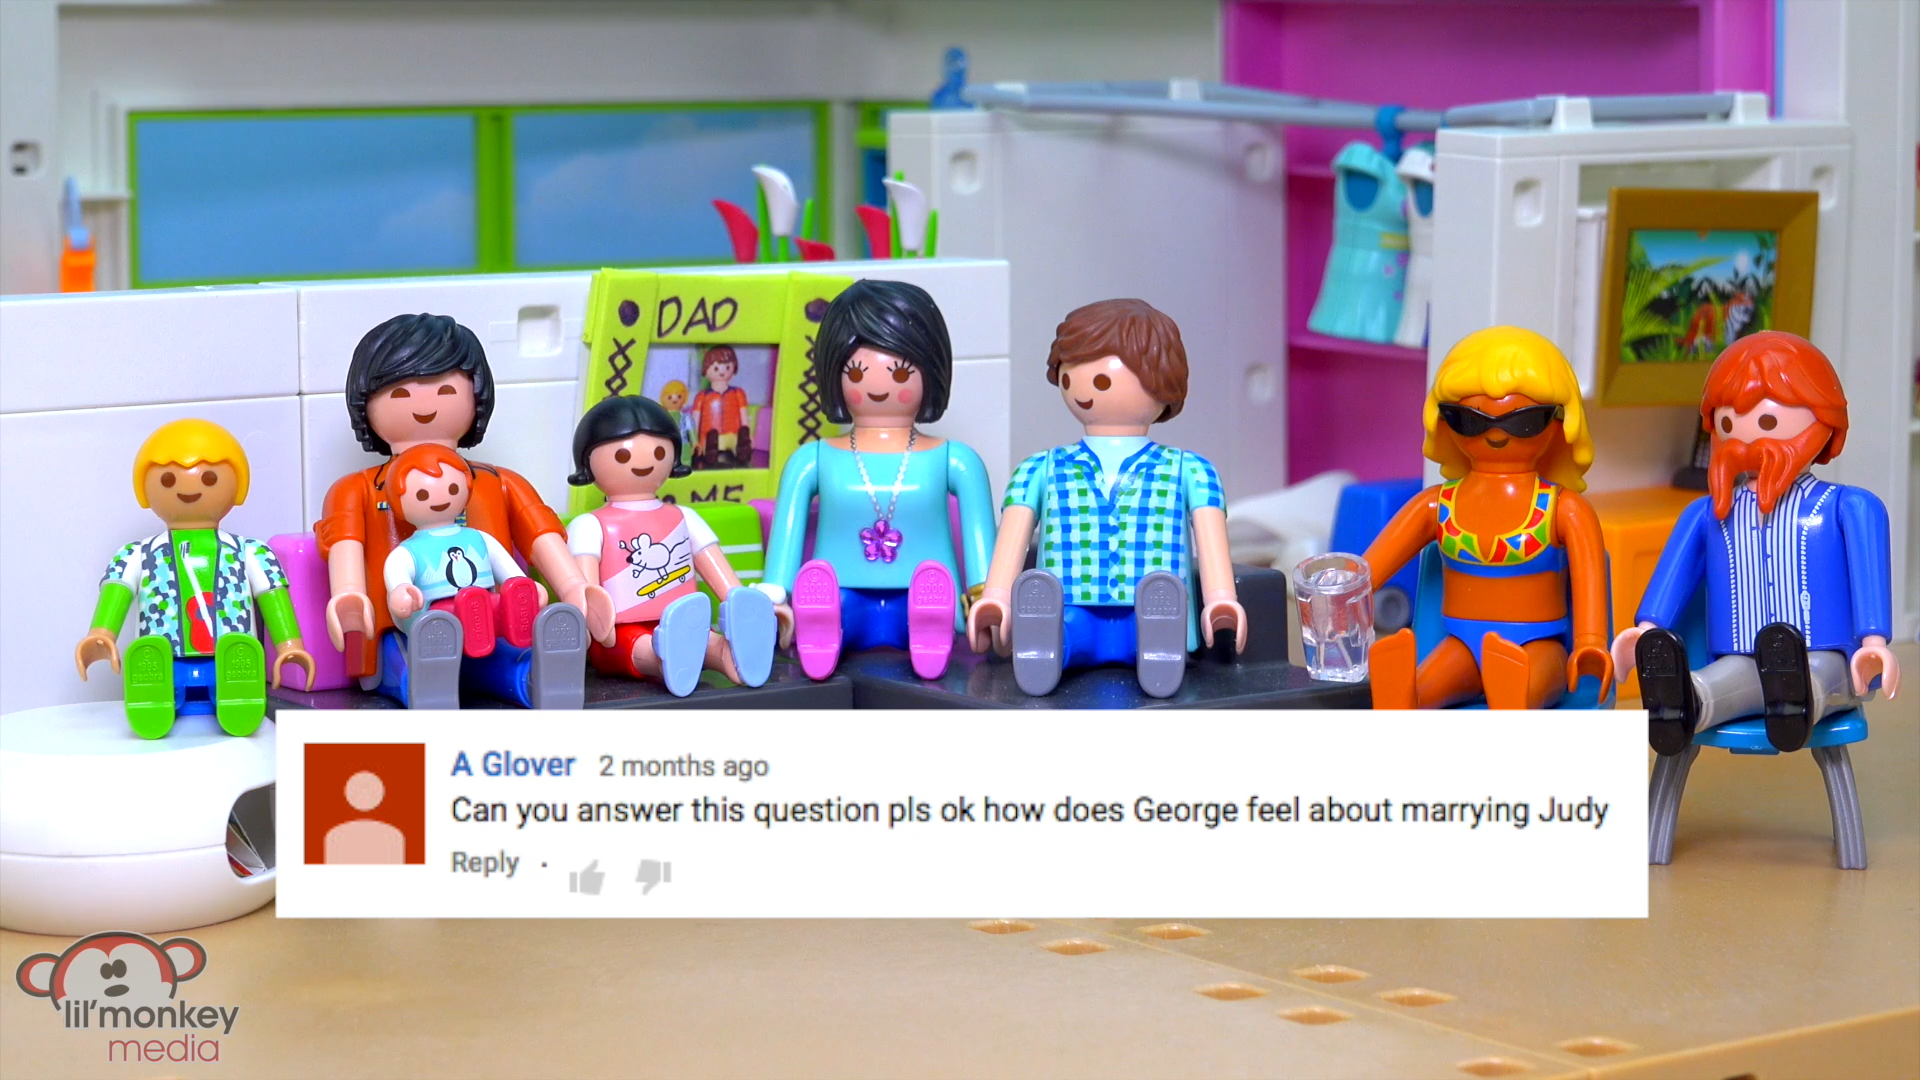 DAD
& ME
A Glover 2 months ago
Can you answer this question pls ok how does George feel about marrying Judy
Reply ·
lil'monkey
media